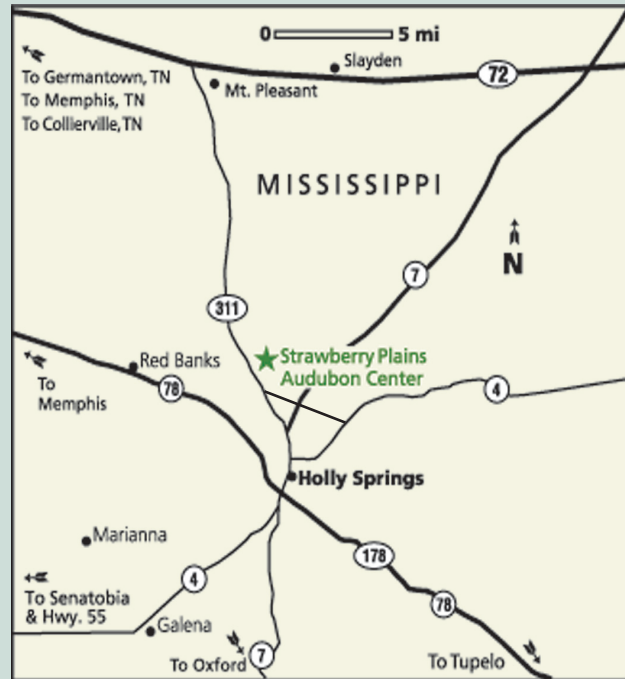 0 5 mi
Slayden
72
To Germantown, TN
To Memphis, TN
To Collierville,TN
Mt. Pleasant
MISSISSIPPI
N
7
311
Strawberry Plains
Audubon Center
Red Banks
78
To
Memphis
4
Holly Springs
Marianna
178
4
To Senatobia
& Hwy. 55
78
Galena
To Oxford
7
To Tupelo